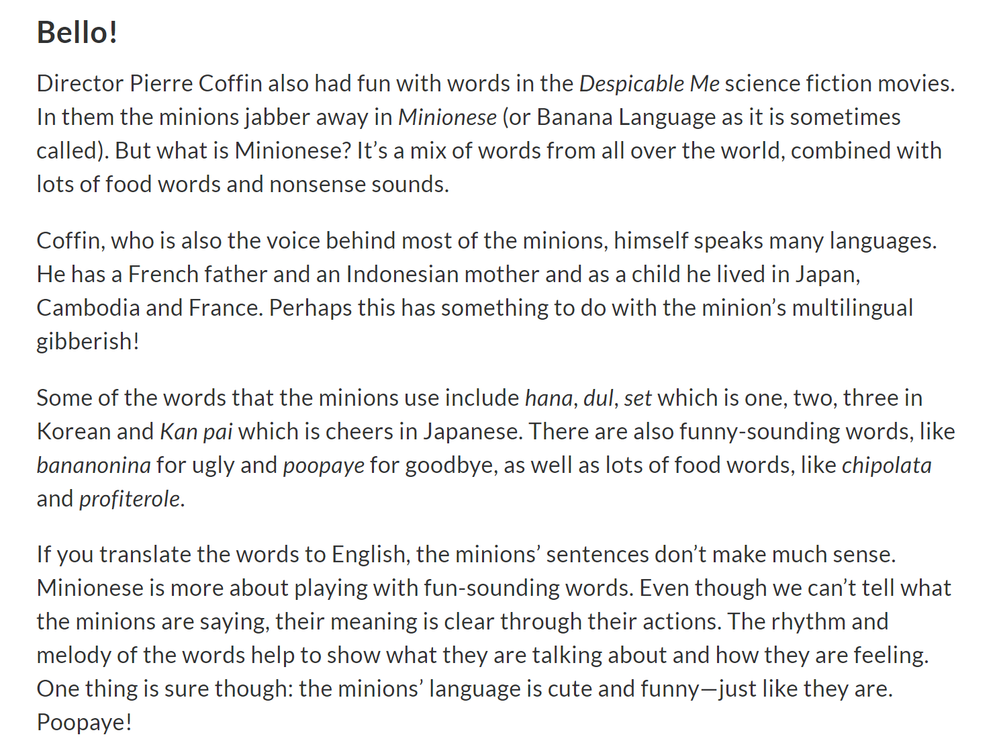 Bello!
Director Pierre Coffin also had fun with words in the Despicable Me science fiction movies.
In them the minions jabber away in Minionese (or Banana Language as it is sometimes
called). But what is Minionese? It’s a mix of words from all over the world, combined with
lots of food words and nonsense sounds.
Coffin, who is also the voice behind most of the minions, himself speaks many languages.
He has a French father and an Indonesian mother and as a child he lived in Japan,
Cambodia and France. Perhaps this has something to do with the minion’s multilingual
gibberish!
Some of the words that the minions use include hana, dul, set which is one, two, three in
Korean and Kan pai which is cheers in Japanese. There are also funny-sounding words, like
bananonina for ugly and poopaye for goodbye, as well as lots of food words, like chipolata
and profiterole.
If you translate the words to English, the minions’ sentences don’t make much sense.
Minionese is more about playing with fun-sounding words. Even though we can’t tell what
the minions are saying, their meaning is clear through their actions. The rhythm and
melody of the words help to show what they are talking about and how they are feeling.
One thing is sure though: the minions’ language is cute and funny—just like they are.
Poopaye!